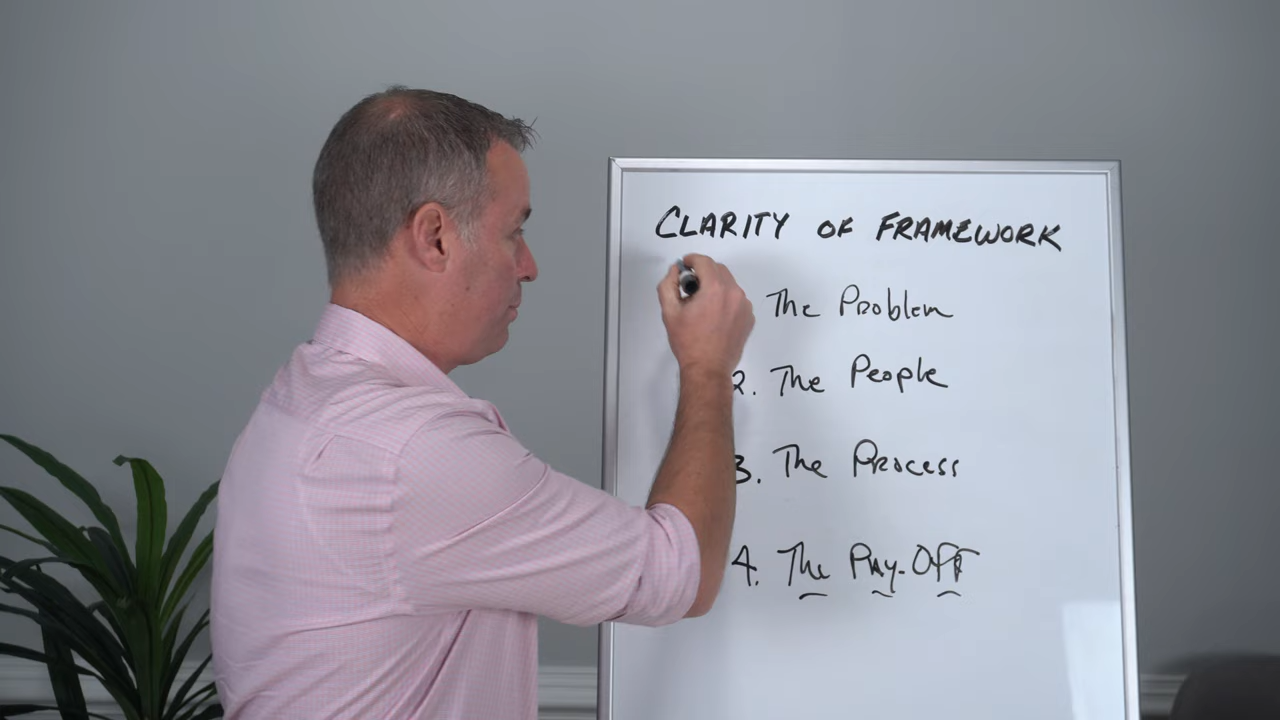 CLARITY OF FRAMEWORK
The Problem
2. The People
3. The Process
4. The Pay-Off